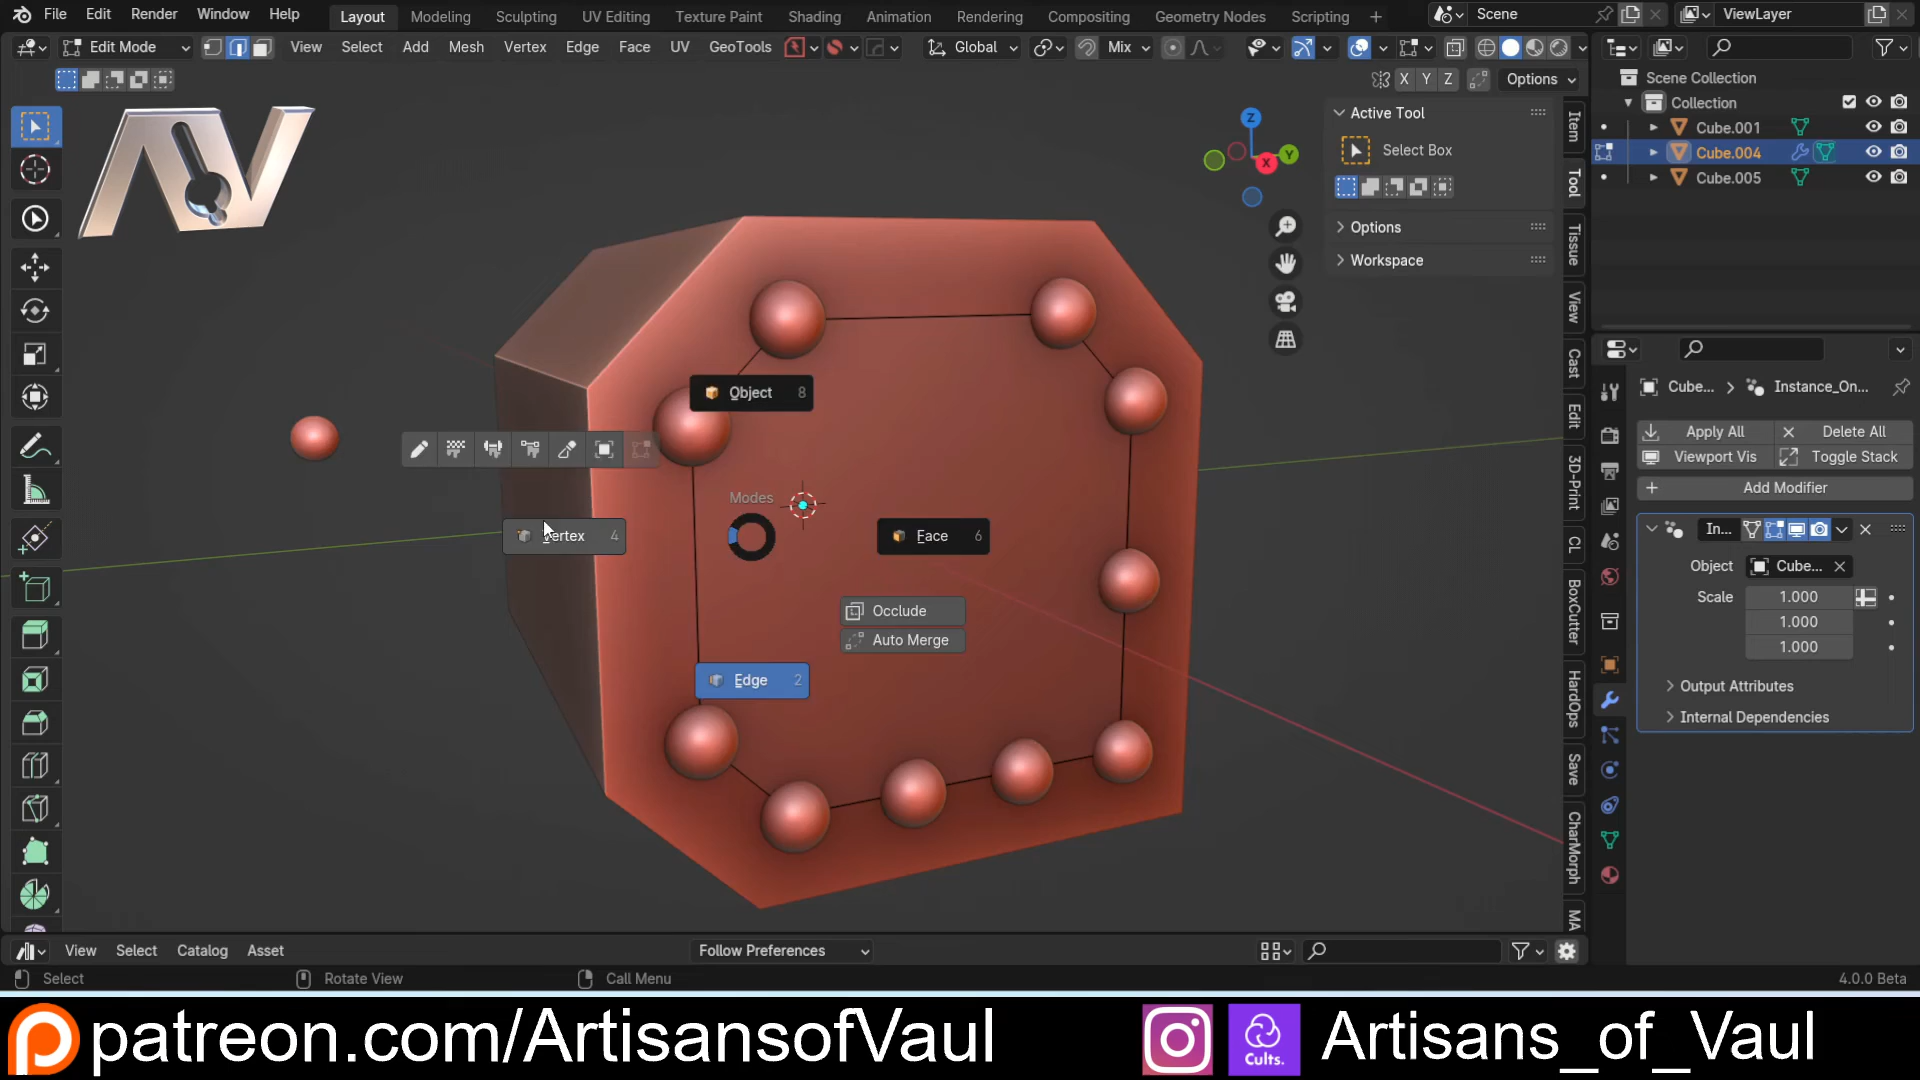 File Edit Render Window Help Layout Modeling Sculpting UV Editing Texture Paint Shading Animation Rendering Compositing Geometry Nodes Scripting + Scene ViewLayer
Edit Mode View Select Add Mesh Vertex Edge Face UV GeoTools Global Mix
X Y Z Options
Scene Collection
Collection
Cube.001
Cube.004
Cube.005
Active Tool
Select Box
Options
Workspace
Item
Tool
Tissue
View
Cast
Edit
3D-Print
CL
BoxCutter
HardOps
Save
CharMorph
MA
Z
Y
X
Object 8
Modes
Vertex 4
Face 6
Occlude
Auto Merge
Edge 2
Cube... Instance_On...
Apply All Delete All
Viewport Vis Toggle Stack
Add Modifier
In...
Object Cube...
Scale 1.000
1.000
1.000
Output Attributes
Internal Dependencies
View Select Catalog Asset Follow Preferences
Select Rotate View Call Menu 4.0.0 Beta
patreon.com/ArtisansofVaul Cults. Artisans_of_Vaul
AV